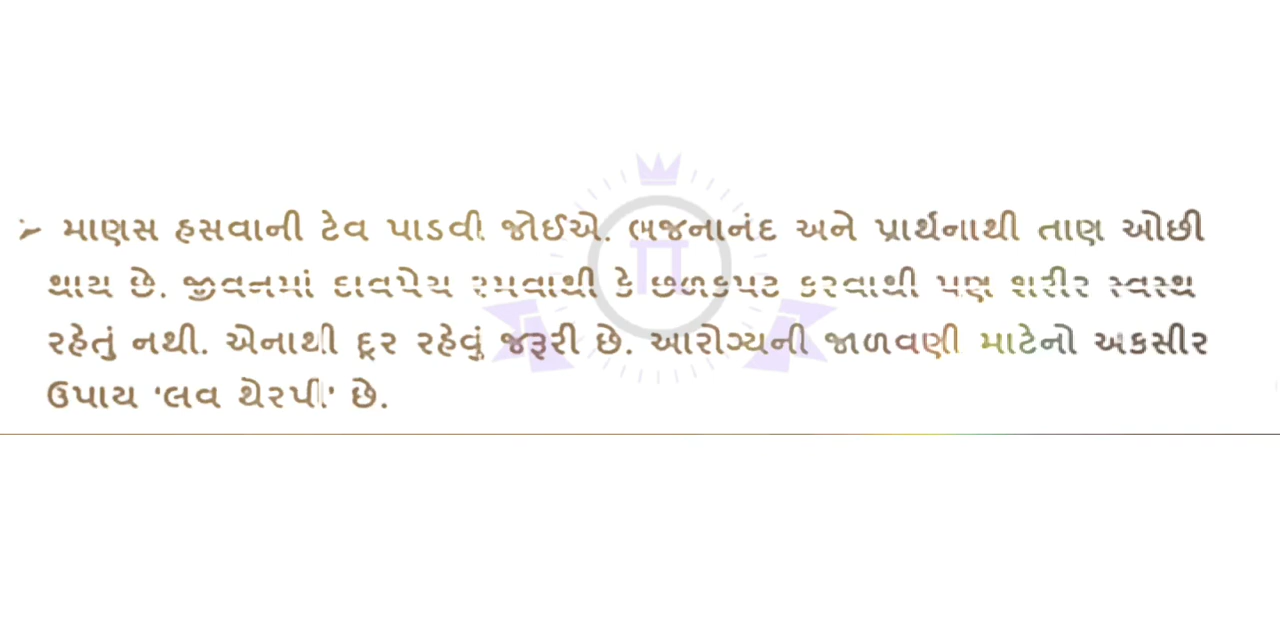 ➢ માણસ હસવાની ટેવ પાડવી જોઈએ. ભજનાનંદ અને પ્રાર્થનાથી તાણ ઓછી
થાય છે. જીવનમાં દાવપેચ રમવાથી કે છળકપટ કરવાથી પણ શરીર સ્વસ્થ
રહેતું નથી. એનાથી દૂર રહેવું જરૂરી છે. આરોગ્યની જાળવણી માટેનો અકસીર
ઉપાય 'લવ થેરપી' છે.